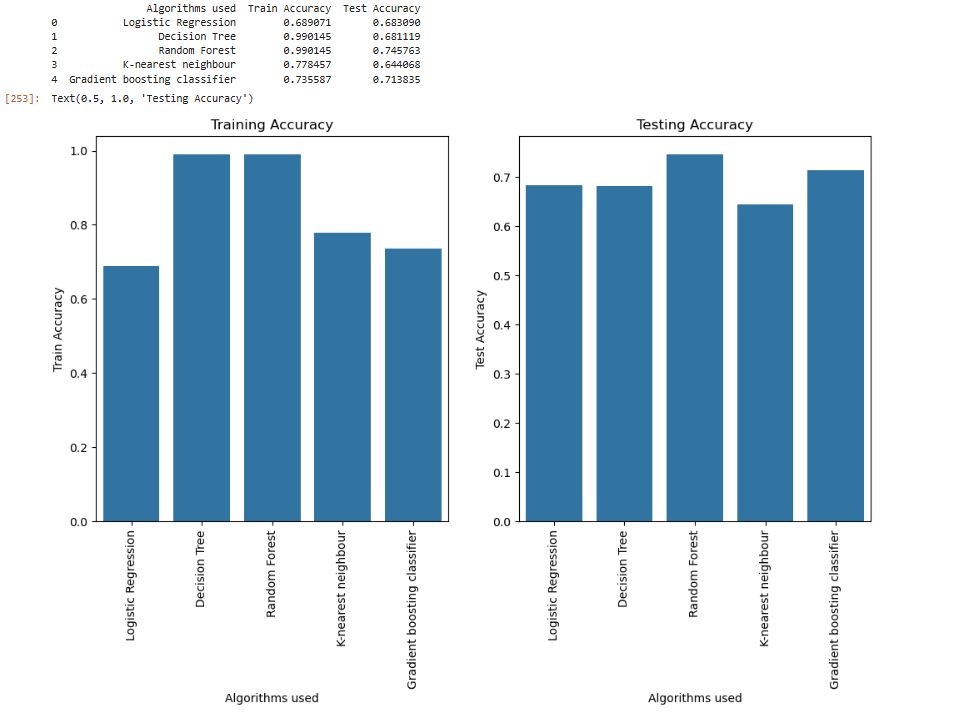 Algorithms used Train Accuracy Test Accuracy
0 Logistic Regression 0.689071 0.683090
1 Decision Tree 0.990145 0.681119
2 Random Forest 0.990145 0.745763
3 K-nearest neighbour 0.778457 0.644068
4 Gradient boosting classifier 0.735587 0.713835
[253]: Text(0.5, 1.0, 'Testing Accuracy')
Training Accuracy
1.0
0.8
0.6
0.4
0.2
0.0
Train Accuracy
Logistic Regression
Decision Tree
Random Forest
K-nearest neighbour
Gradient boosting classifier
Algorithms used
Testing Accuracy
0.7
0.6
0.5
0.4
0.3
0.2
0.1
0.0
Test Accuracy
Logistic Regression
Decision Tree
Random Forest
K-nearest neighbour
Gradient boosting classifier
Algorithms used